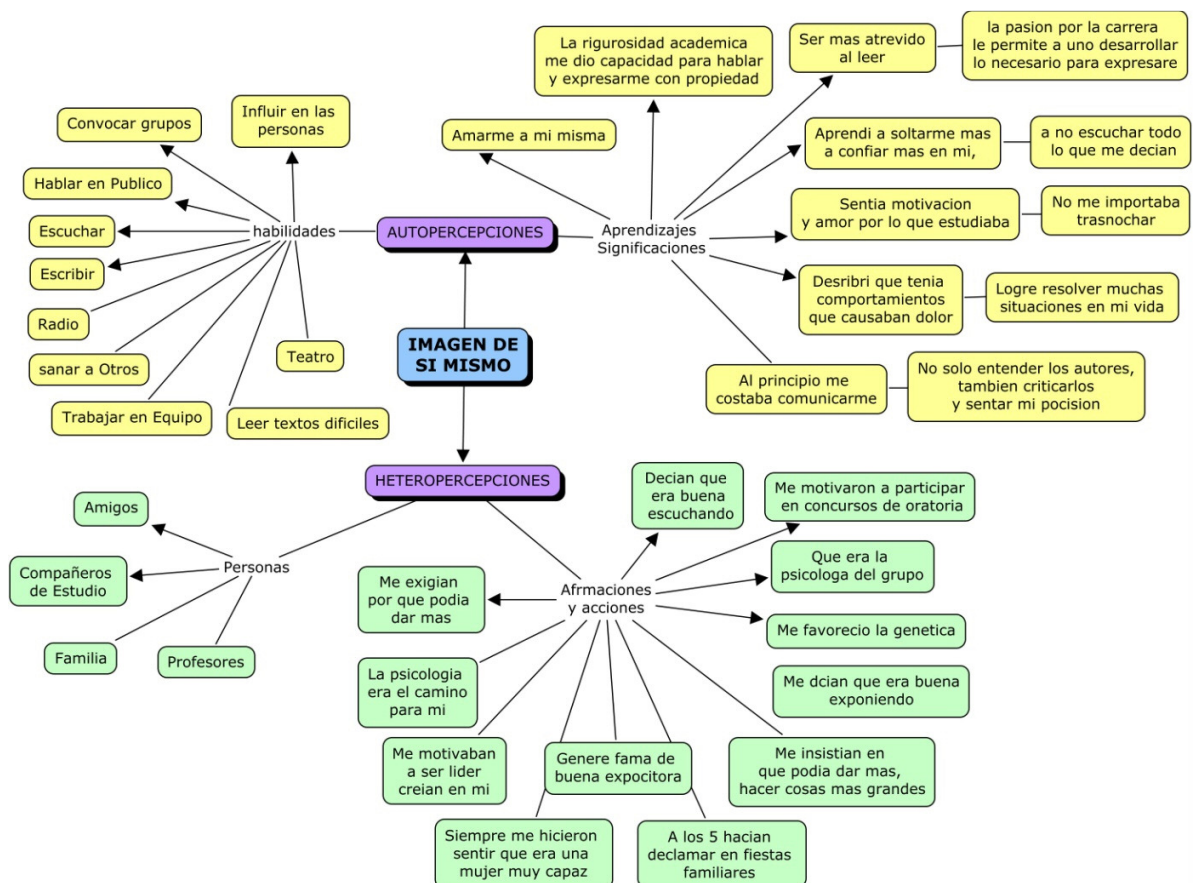 La rigurosidad academica
me dio capacidad para hablar
y expresarme con propiedad
Ser mas atrevido
al leer
la pasion por la carrera
le permite a uno desarrollar
lo necesario para expresare
Convocar grupos
Influir en las
personas
Amarme a mi misma
Aprendi a soltarme mas
a confiar mas en mi,
a no escuchar todo
lo que me decian
Hablar en Publico
Escuchar
habilidades
AUTOPERCEPCIONES
Aprendizajes
Significaciones
Sentia motivacion
y amor por lo que estudiaba
No me importaba
trasnochar
Escribir
Radio
sanar a Otros
Trabajar en Equipo
Leer textos dificiles
Teatro
IMAGEN DE
SI MISMO
Desribri que tenia
comportamientos
que causaban dolor
Logre resolver muchas
situaciones en mi vida
Al principio me
costaba comunicarme
No solo entender los autores,
tambien criticarlos
y sentar mi pocision
HETEROPERCEPCIONES
Amigos
Compañeros
de Estudio
Personas
Familia
Profesores
Decian que
era buena
escuchando
Me motivaron a participar
en concursos de oratoria
Me exigian
por que podia
dar mas
Afrmaciones
y acciones
Que era la
psicologa del grupo
Me favorecio la genetica
La psicologia
era el camino
para mi
Me dcian que era buena
exponiendo
Me motivaban
a ser lider
creian en mi
Genere fama de
buena expocitora
Me insistian en
que podia dar mas,
hacer cosas mas grandes
Siempre me hicieron
sentir que era una
mujer muy capaz
A los 5 hacian
declamar en fiestas
familiares